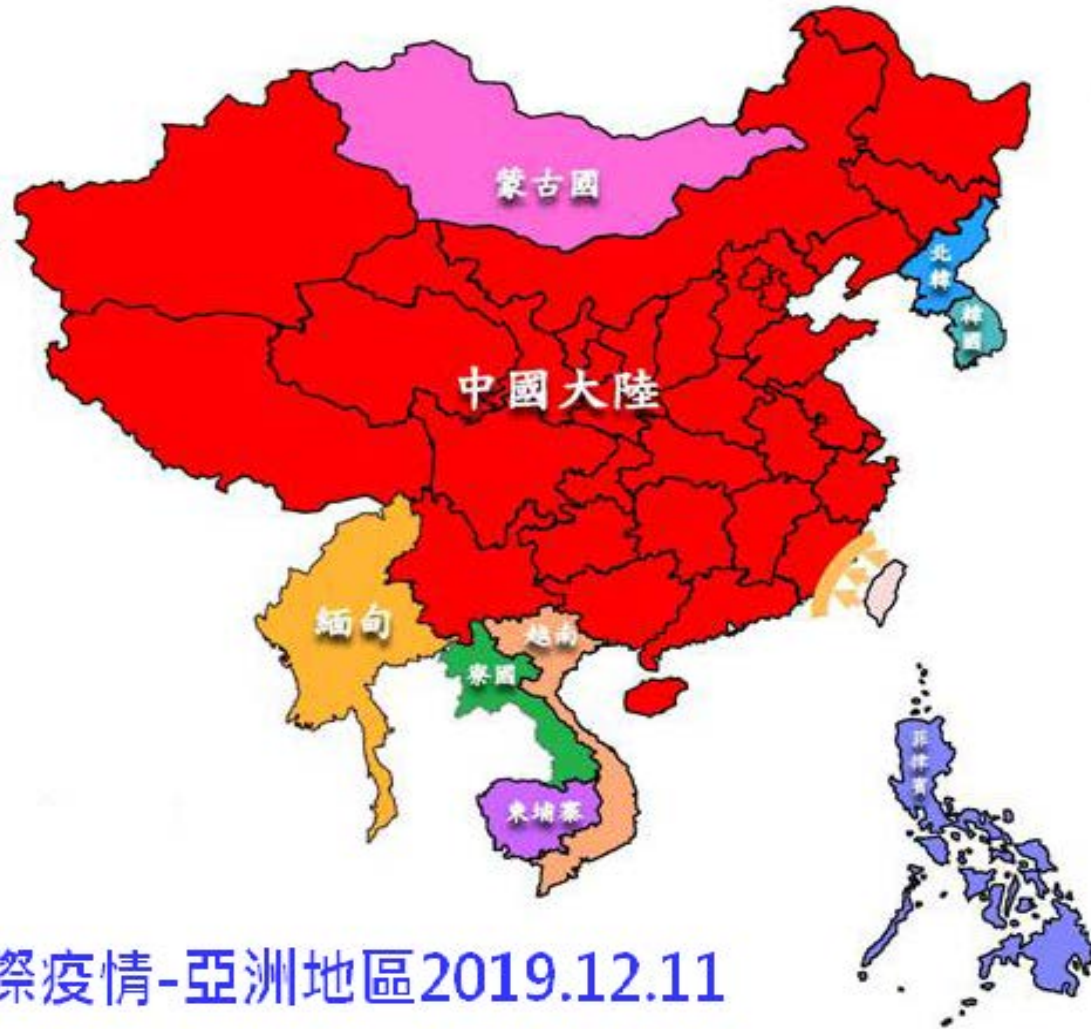 蒙古國
北韓
韓國
中國大陸
緬甸
越南
寮國
菲律賓
柬埔寨
際疫情-亞洲地區2019.12.11